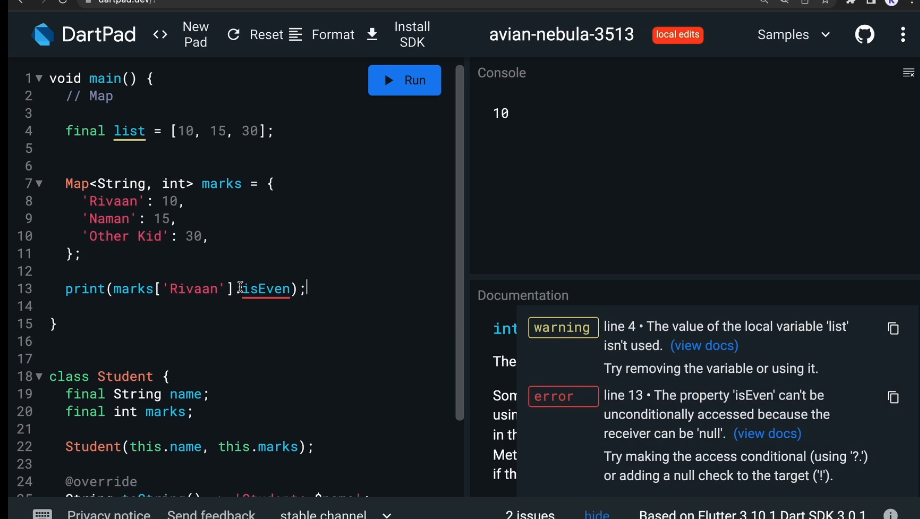 dartpad.dev/
DartPad
<> New Pad
Reset
Format
Install SDK
avian-nebula-3513
local edits
Samples
1 void main() {
2 // Map
3
4 final list = [10, 15, 30];
5
6
7 Map<String, int> marks = {
8 'Rivaan': 10,
9 'Naman': 15,
10 'Other Kid': 30,
11 };
12
13 print(marks['Rivaan'].isEven);
14
15 }
16
17
18 class Student {
19 final String name;
20 final int marks;
21
22 Student(this.name, this.marks);
23
24 @override
Run
Console
10
Documentation
int
The
Som
usin
in th
Met
if th
warning line 4 • The value of the local variable 'list'
isn't used. (view docs)
Try removing the variable or using it.
error line 13 • The property 'isEven' can't be
unconditionally accessed because the
receiver can be 'null'. (view docs)
Try making the access conditional (using '?.')
or adding a null check to the target ('!').
Privacy notice
Send feedback
stable channel
2 issues
hide
Based on Flutter 3.10.1 Dart SDK 3.0.1